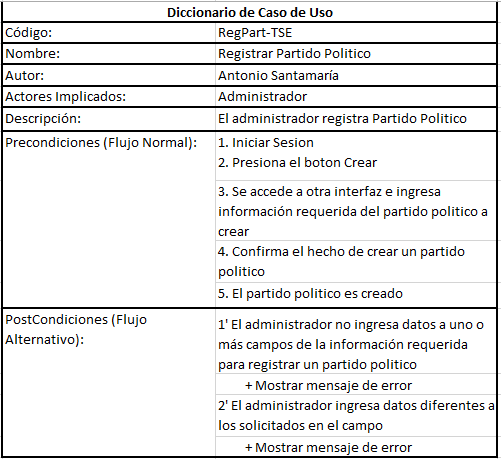 Diccionario de Caso de Uso
Código: RegPart-TSE
Nombre: Registrar Partido Politico
Autor: Antonio Santamaría
Actores Implicados: Administrador
Descripción: El administrador registra Partido Politico
Precondiciones (Flujo Normal): 1. Iniciar Sesion
2. Presiona el boton Crear
3. Se accede a otra interfaz e ingresa
información requerida del partido politico a
crear
4. Confirma el hecho de crear un partido
politico
5. El partido politico es creado
PostCondiciones (Flujo
Alternativo):
1' El administrador no ingresa datos a uno o
más campos de la información requerida
para registrar un partido politico
+ Mostrar mensaje de error
2' El administrador ingresa datos diferentes a
los solicitados en el campo
+ Mostrar mensaje de error